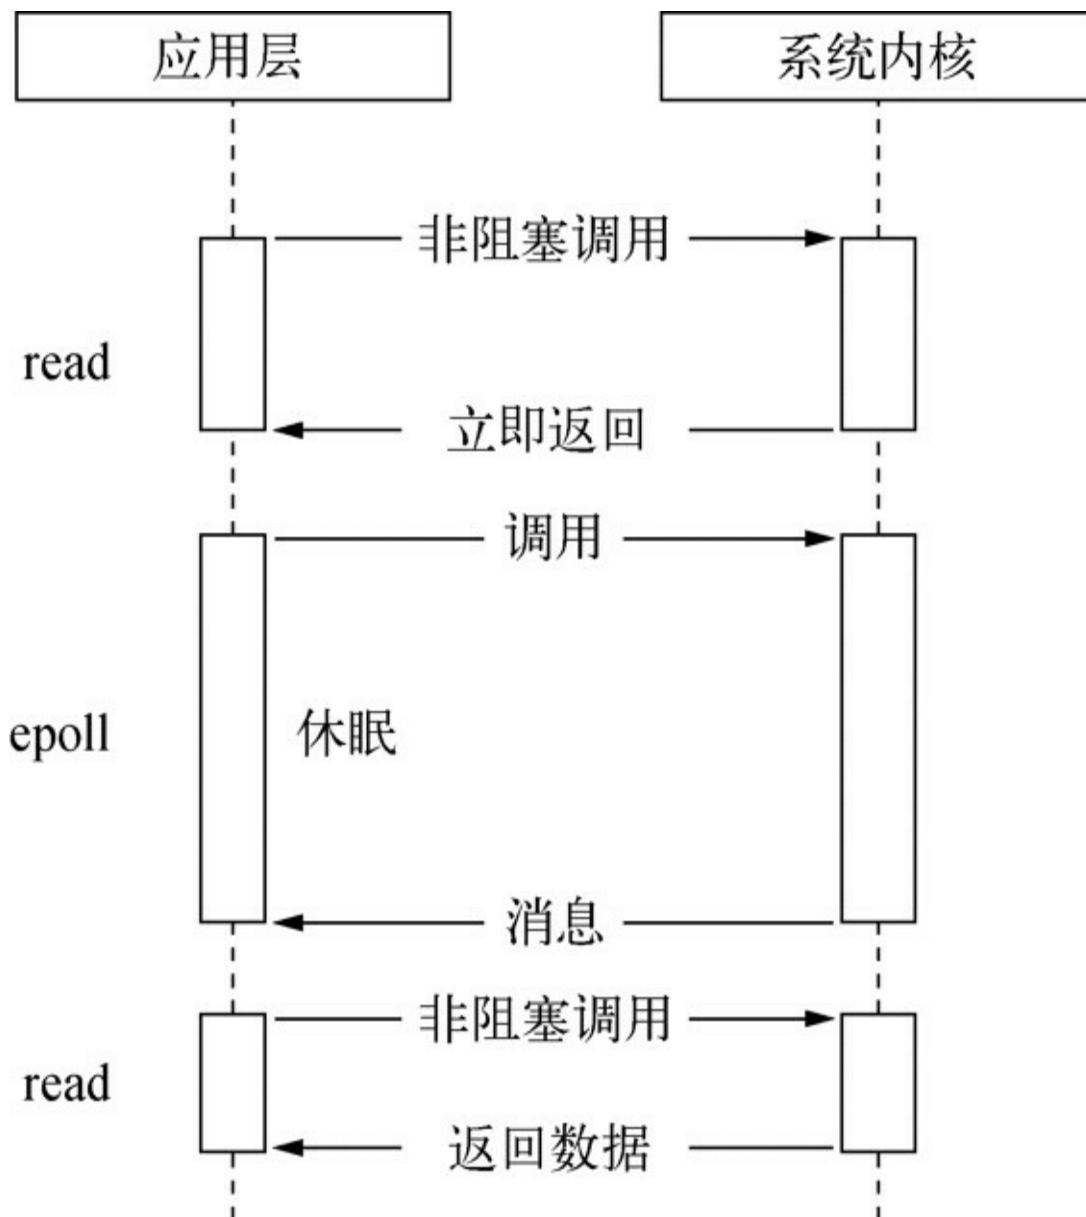 应用层
系统内核
非阻塞调用
read
立即返回
调用
epoll
休眠
消息
非阻塞调用
read
返回数据